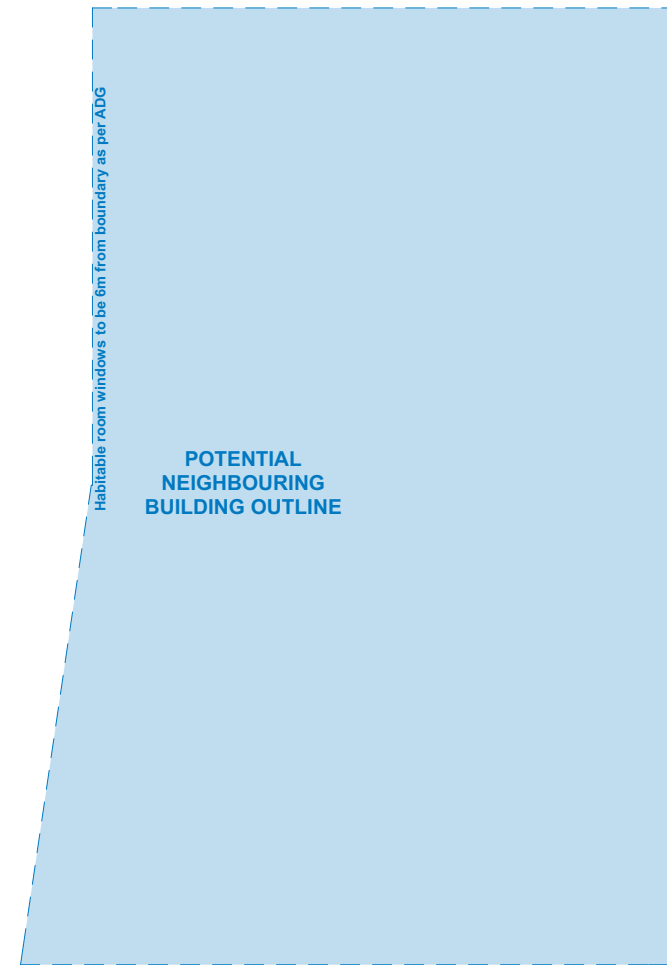 Habitable room windows to be 6m from boundary as per ADG
POTENTIAL
NEIGHBOURING
BUILDING OUTLINE